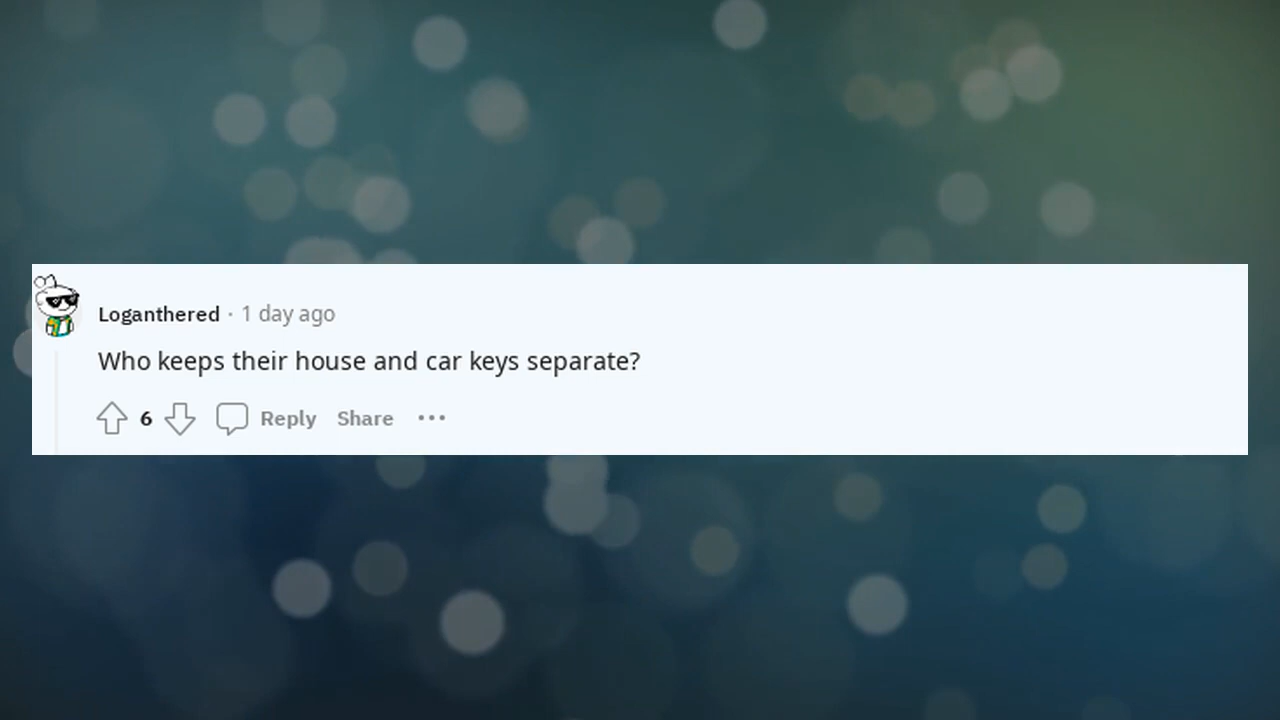 Loganthered · 1 day ago
Who keeps their house and car keys separate?
6 Reply Share ···